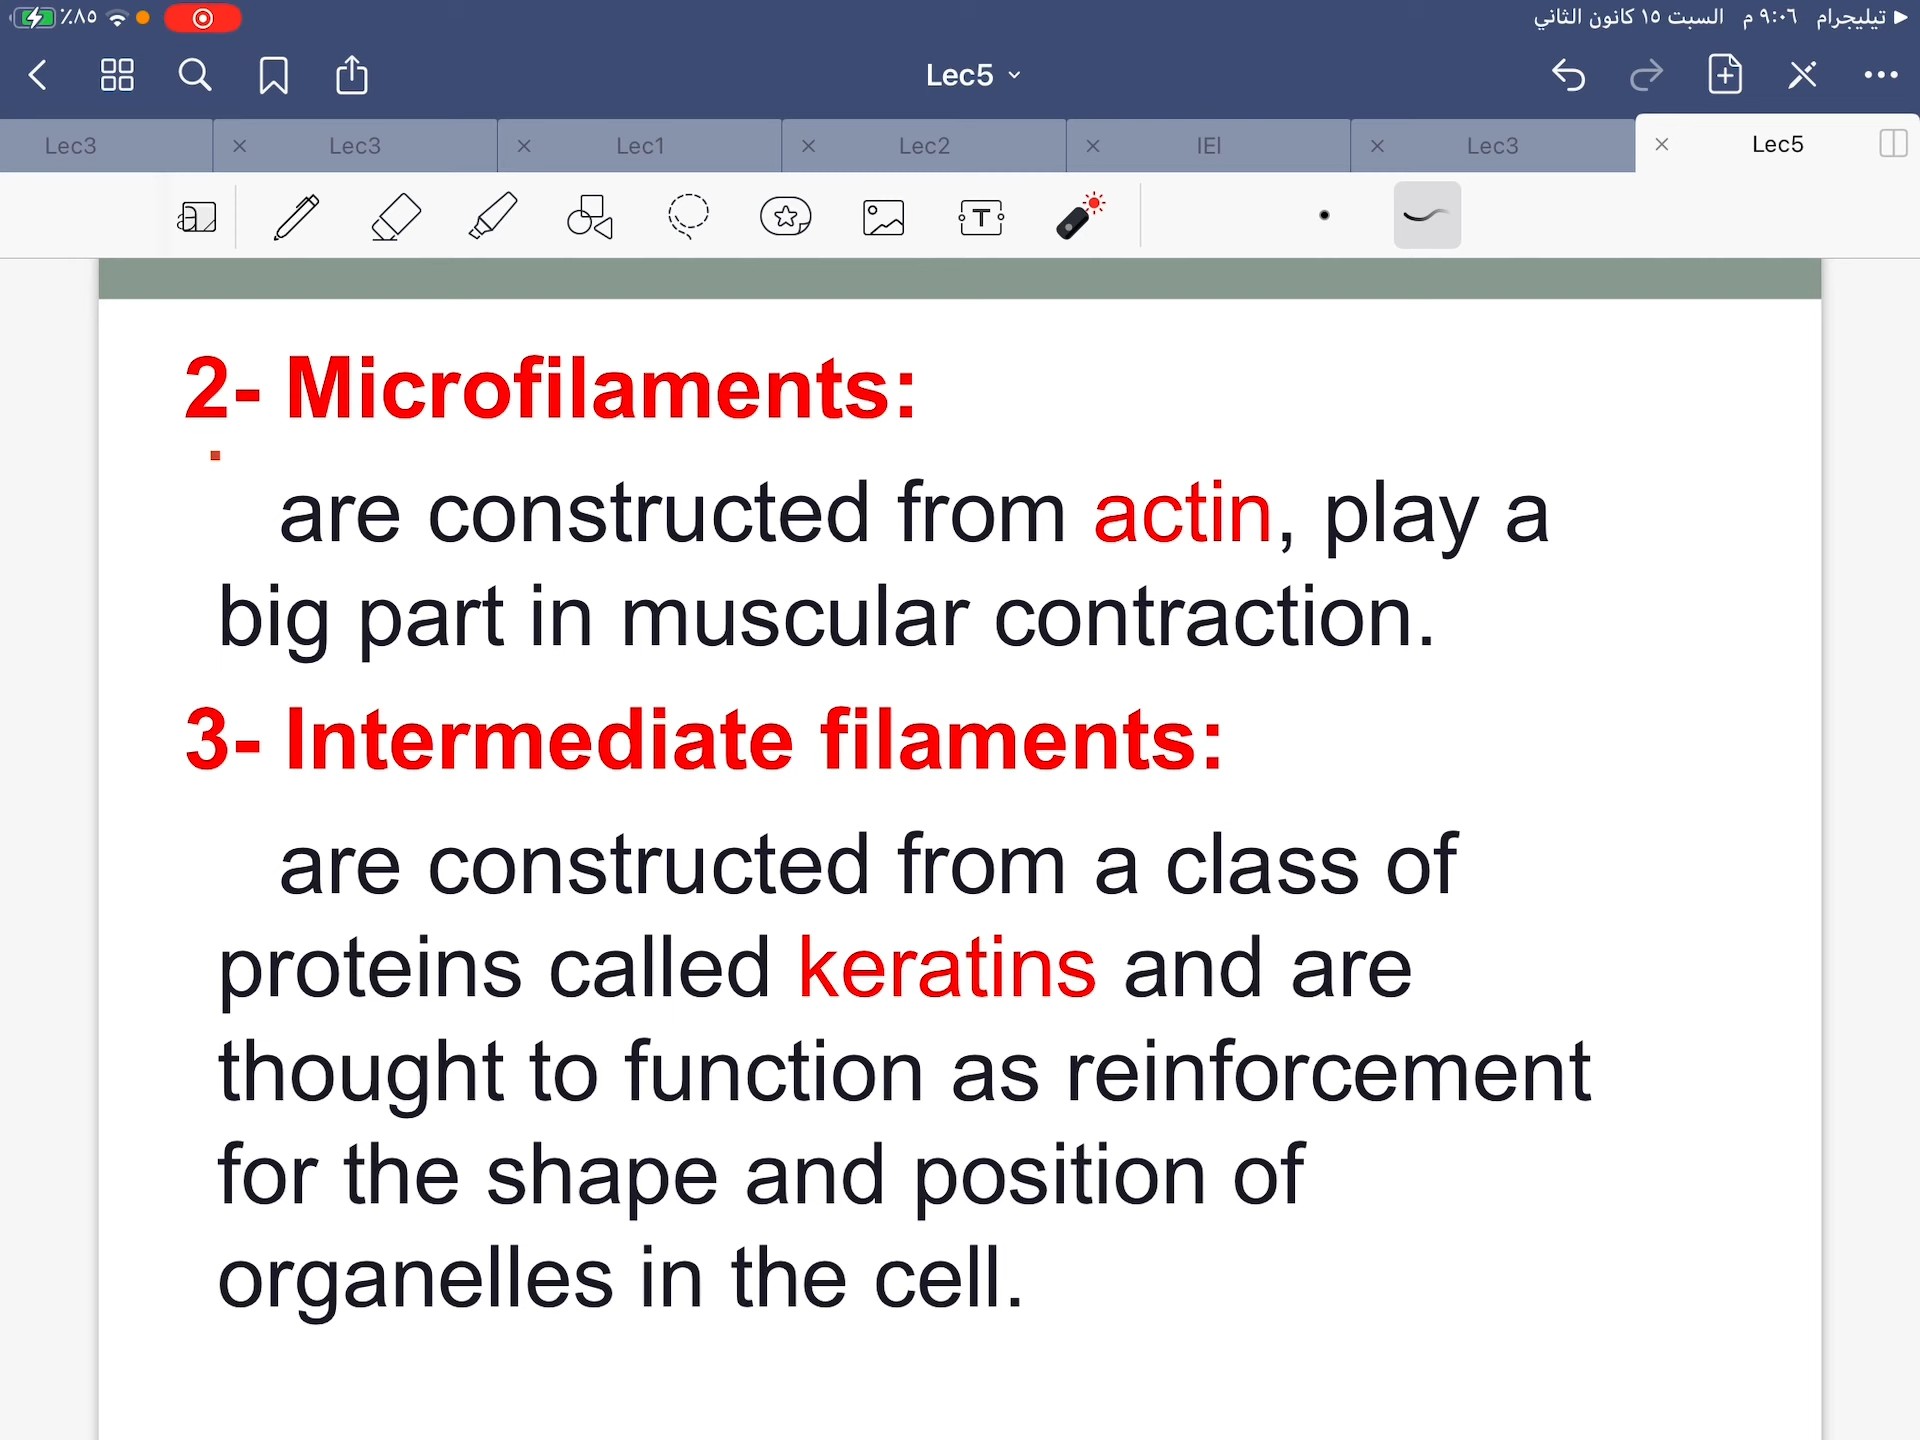 ٪٨٥
تيليجرام ٩:٠٦ م السبت ١٥ كانون الثاني
Lec5
Lec3 Lec3 Lec1 Lec2 IEI Lec3 Lec5
2- Microfilaments:
are constructed from actin, play a
big part in muscular contraction.
3- Intermediate filaments:
are constructed from a class of
proteins called keratins and are
thought to function as reinforcement
for the shape and position of
organelles in the cell.